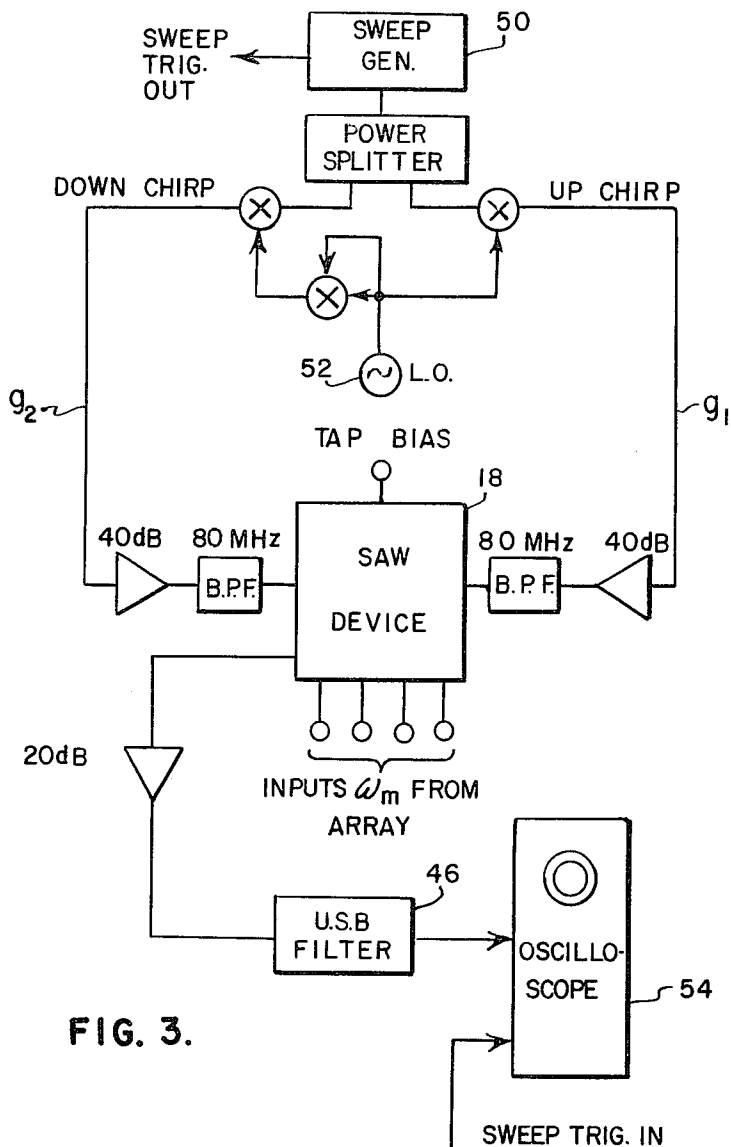 50
SWEEP
TRIG.
OUT
SWEEP
GEN.
POWER
SPLITTER
DOWN CHIRP
UP CHIRP
52
L.O.
g2
g1
TAP BIAS
18
40dB
80 MHz
B.P.F.
SAW
DEVICE
80 MHz
B.P.F.
40dB
20dB
INPUTS ωm FROM
ARRAY
46
U.S.B
FILTER
OSCILLO-
SCOPE
54
FIG. 3.
SWEEP TRIG. IN